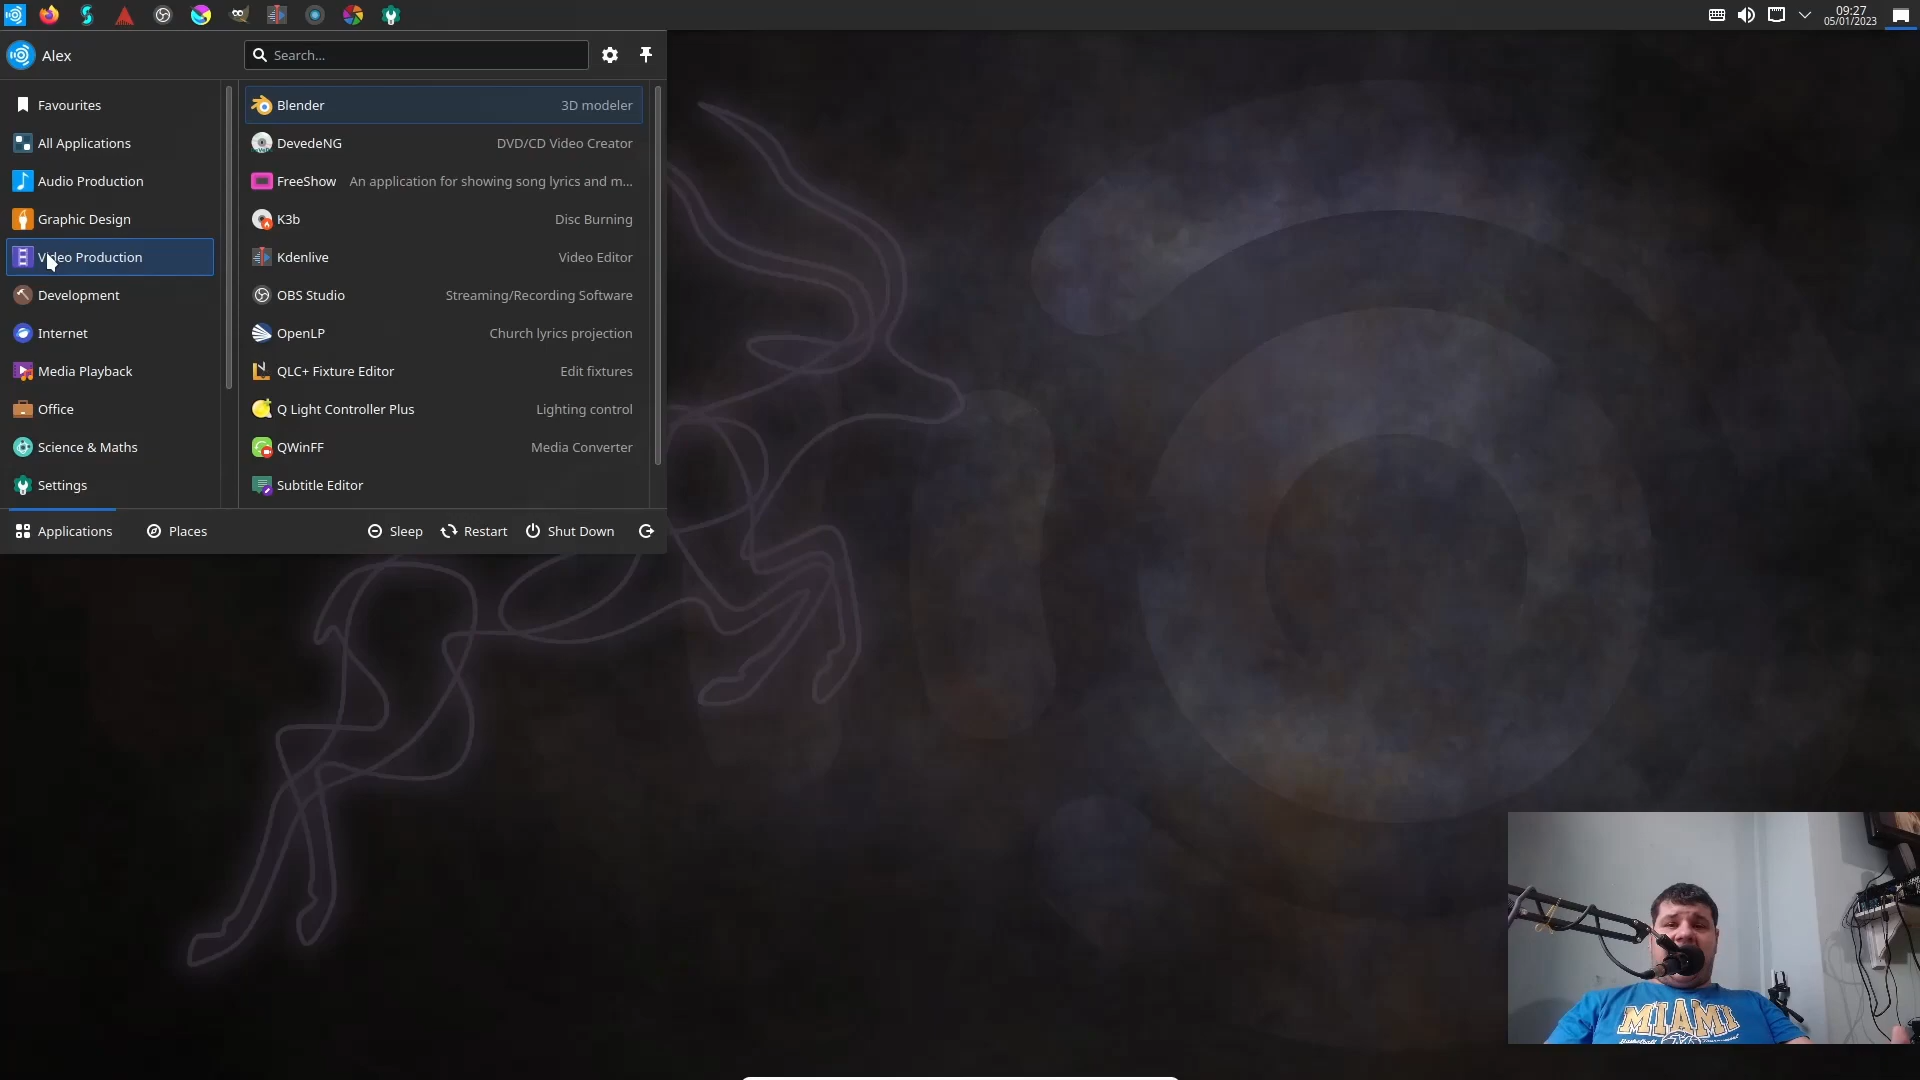 09:27
05/01/2023
Alex
Search...
Favourites
All Applications
Audio Production
Graphic Design
Video Production
Development
Internet
Media Playback
Office
Science & Maths
Settings
Blender 3D modeler
DevedeNG DVD/CD Video Creator
FreeShow An application for showing song lyrics and m...
K3b Disc Burning
Kdenlive Video Editor
OBS Studio Streaming/Recording Software
OpenLP Church lyrics projection
QLC+ Fixture Editor Edit fixtures
Q Light Controller Plus Lighting control
QWinFF Media Converter
Subtitle Editor
Applications Places Sleep Restart Shut Down
MIAMI
Basketball